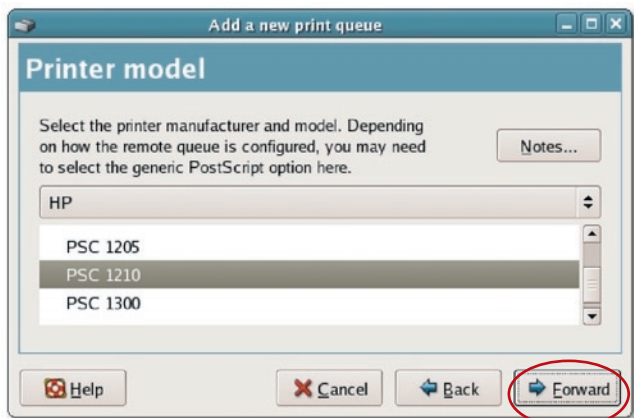 Add a new print queue
Printer model
Select the printer manufacturer and model. Depending
on how the remote queue is configured, you may need
to select the generic PostScript option here.
Notes...
HP
PSC 1205
PSC 1210
PSC 1300
Help
Cancel
Back
Forward